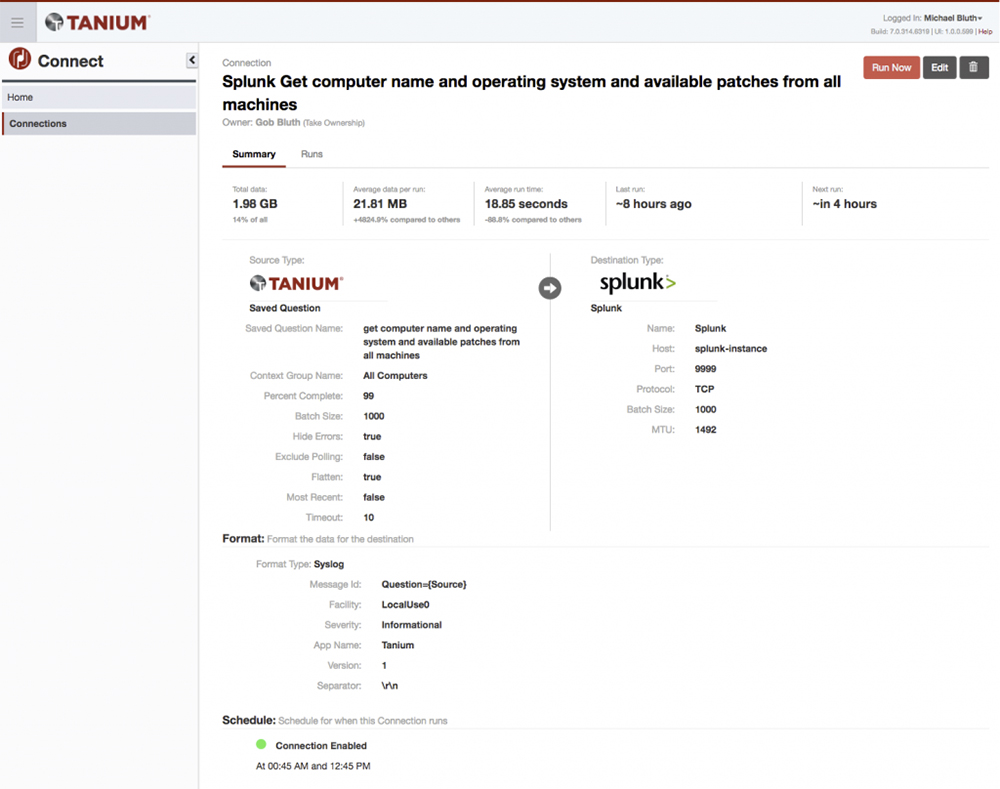 TANIUM
Logged In: Michael Bluth
Build: 7.0.314.6319 | UI: 1.0.0.599 | Help
Connect
Home
Connections
Connection
Splunk Get computer name and operating system and available patches from all
machines
Owner: Gob Bluth (Take Ownership)
Run Now Edit
Summary Runs
Total data: Average data per run: Average run time: Last run: Next run:
1.98 GB 21.81 MB 18.85 seconds ~8 hours ago ~in 4 hours
14% of all +4824.9% compared to others -88.8% compared to others
Source Type: Destination Type:
TANIUM splunk>
Saved Question Splunk
Saved Question Name: get computer name and operating Name: Splunk
system and available patches from Host: splunk-instance
all machines
Port: 9999
Context Group Name: All Computers
Protocol: TCP
Percent Complete: 99
Batch Size: 1000
Batch Size: 1000
MTU: 1492
Hide Errors: true
Exclude Polling: false
Flatten: true
Most Recent: false
Timeout: 10
Format: Format the data for the destination
Format Type: Syslog
Message Id: Question={Source}
Facility: LocalUse0
Severity: Informational
App Name: Tanium
Version: 1
Separator: \r\n
Schedule: Schedule for when this Connection runs
Connection Enabled
At 00:45 AM and 12:45 PM